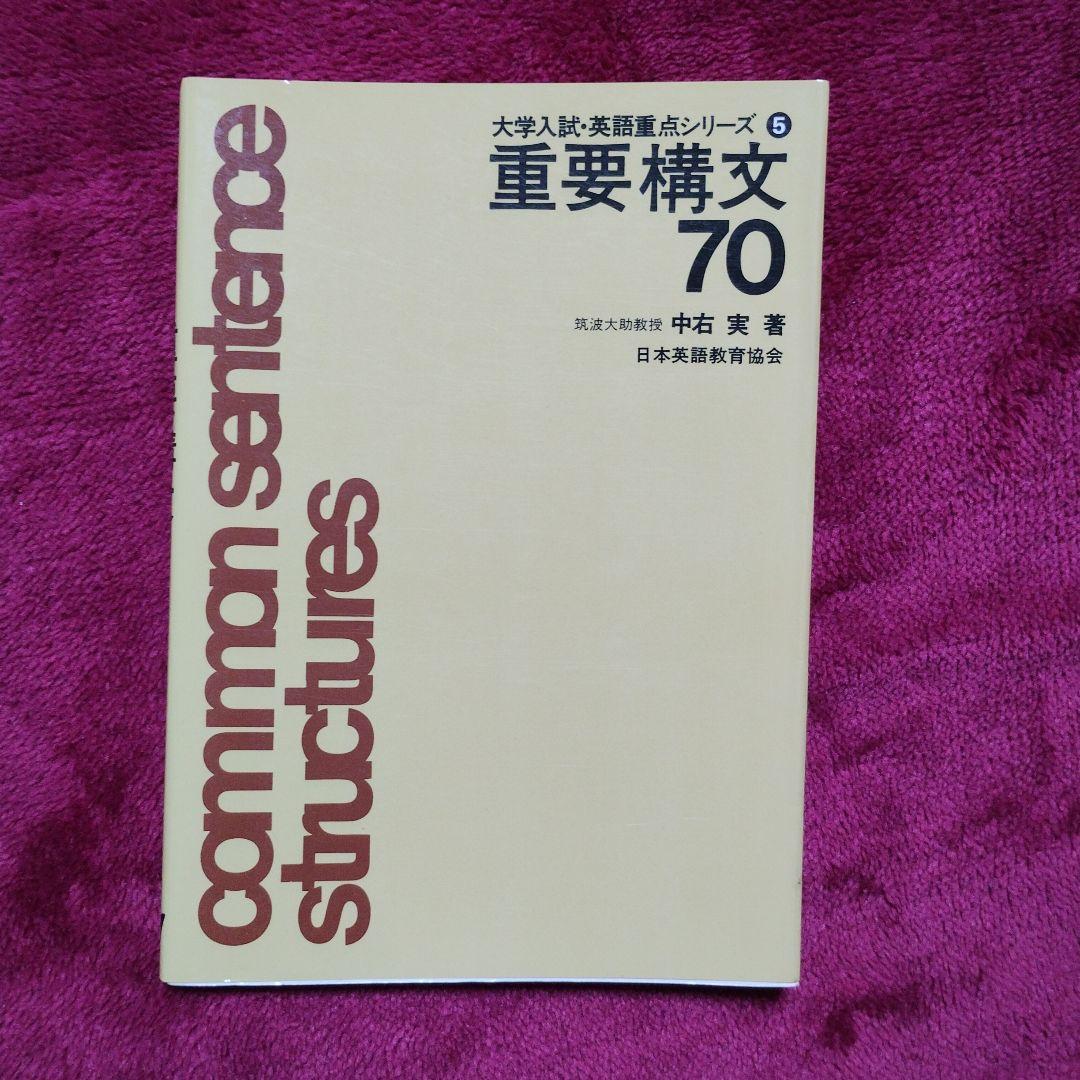 大学入試・英語重点シリーズ 5
重要構文
70
筑波大助教授 中右 実 著
日本英語教育協会
camman sentence
structures